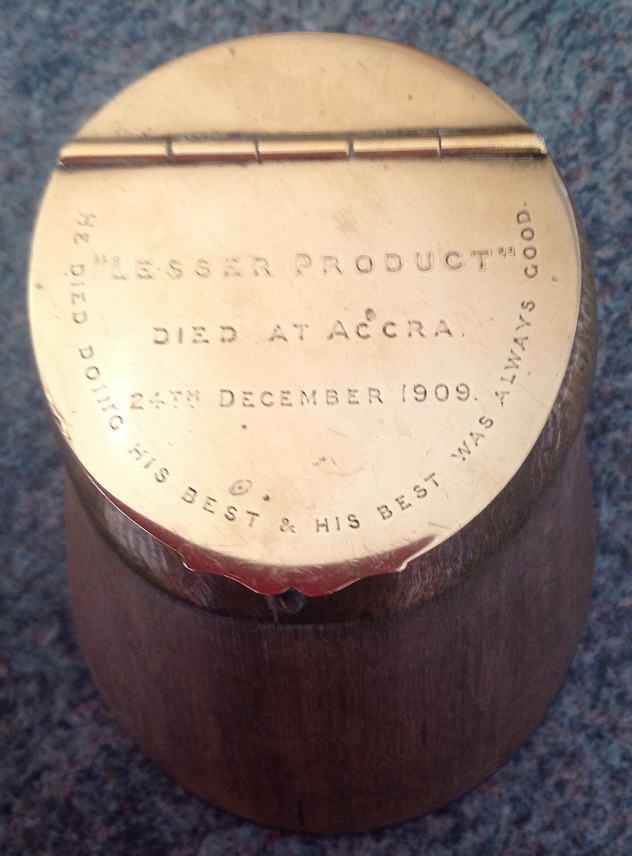 "LESSER PRODUCT"
DIED AT ACCRA.
24TH DECEMBER 1909.
HE DIED DOING HIS BEST & HIS BEST WAS ALWAYS GOOD.